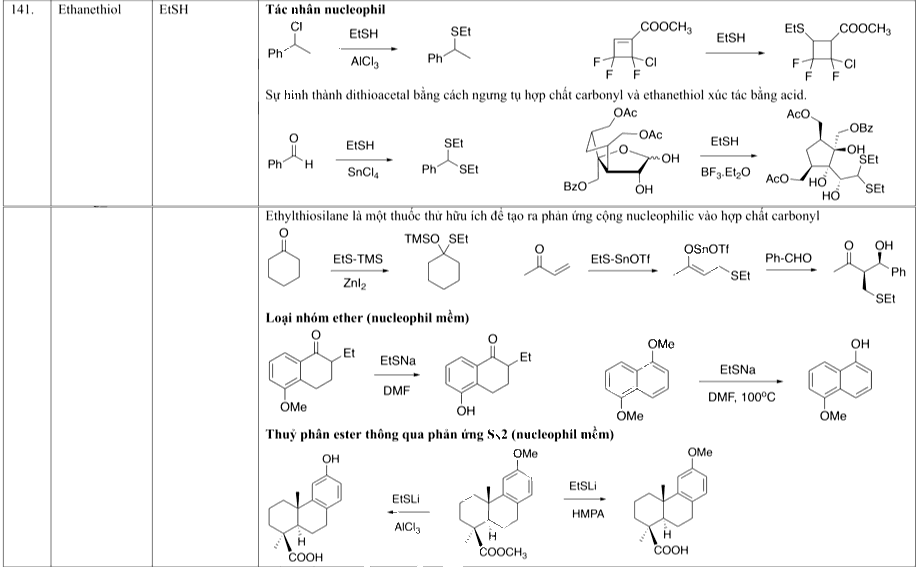 141. Ethanethiol EtSH Tác nhân nucleophil
Cl
Ph
EtSH
AlCl3
SEt
Ph
COOCH3
F
F F
Cl
EtSH
EtS COOCH3
F
F F
Cl
Sự hình thành dithioacetal bằng cách ngưng tụ hợp chất carbonyl và ethanethiol xúc tác bằng acid.
O
Ph H
EtSH
SnCl4
SEt
Ph SEt
OAc
OAc
O
OH
BzO
OH
EtSH
BF3.Et2O
AcO
OBz
OH
SEt
AcO HO
HO
SEt
Ethylthiosilane là một thuốc thử hữu ích để tạo ra phản ứng cộng nucleophilic vào hợp chất carbonyl
O
EtS-TMS
ZnI2
TMSO SEt
O
EtS-SnOTf
OSnOTf
SEt
Ph-CHO
O OH
Ph
SEt
Loại nhóm ether (nucleophil mềm)
O
Et
OMe
EtSNa
DMF
O
Et
OH
OMe
OMe
EtSNa
DMF, 100oC
OH
OMe
Thuỷ phân ester thông qua phản ứng SN2 (nucleophil mềm)
OH
H
COOH
EtSLi
AlCl3
OMe
H
COOCH3
EtSLi
HMPA
OMe
H
COOH